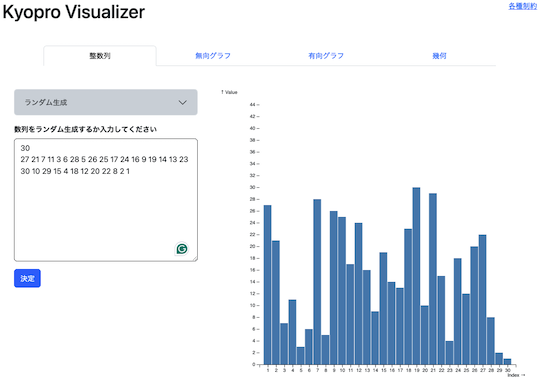 Kyopro Visualizer
各種制約
整数列
無向グラフ
有向グラフ
幾何
ランダム生成
数列をランダム生成するか入力してください
30
27 21 7 11 3 6 28 5 26 25 17 24 16 9 19 14 13 23
30 10 29 15 4 18 12 20 22 8 2 1
決定
↑ Value
44
42
40
38
36
34
32
30
28
26
24
22
20
18
16
14
12
10
8
6
4
2
0
1 2 3 4 5 6 7 8 9 10 11 12 13 14 15 16 17 18 19 20 21 22 23 24 25 26 27 28 29 30
Index →